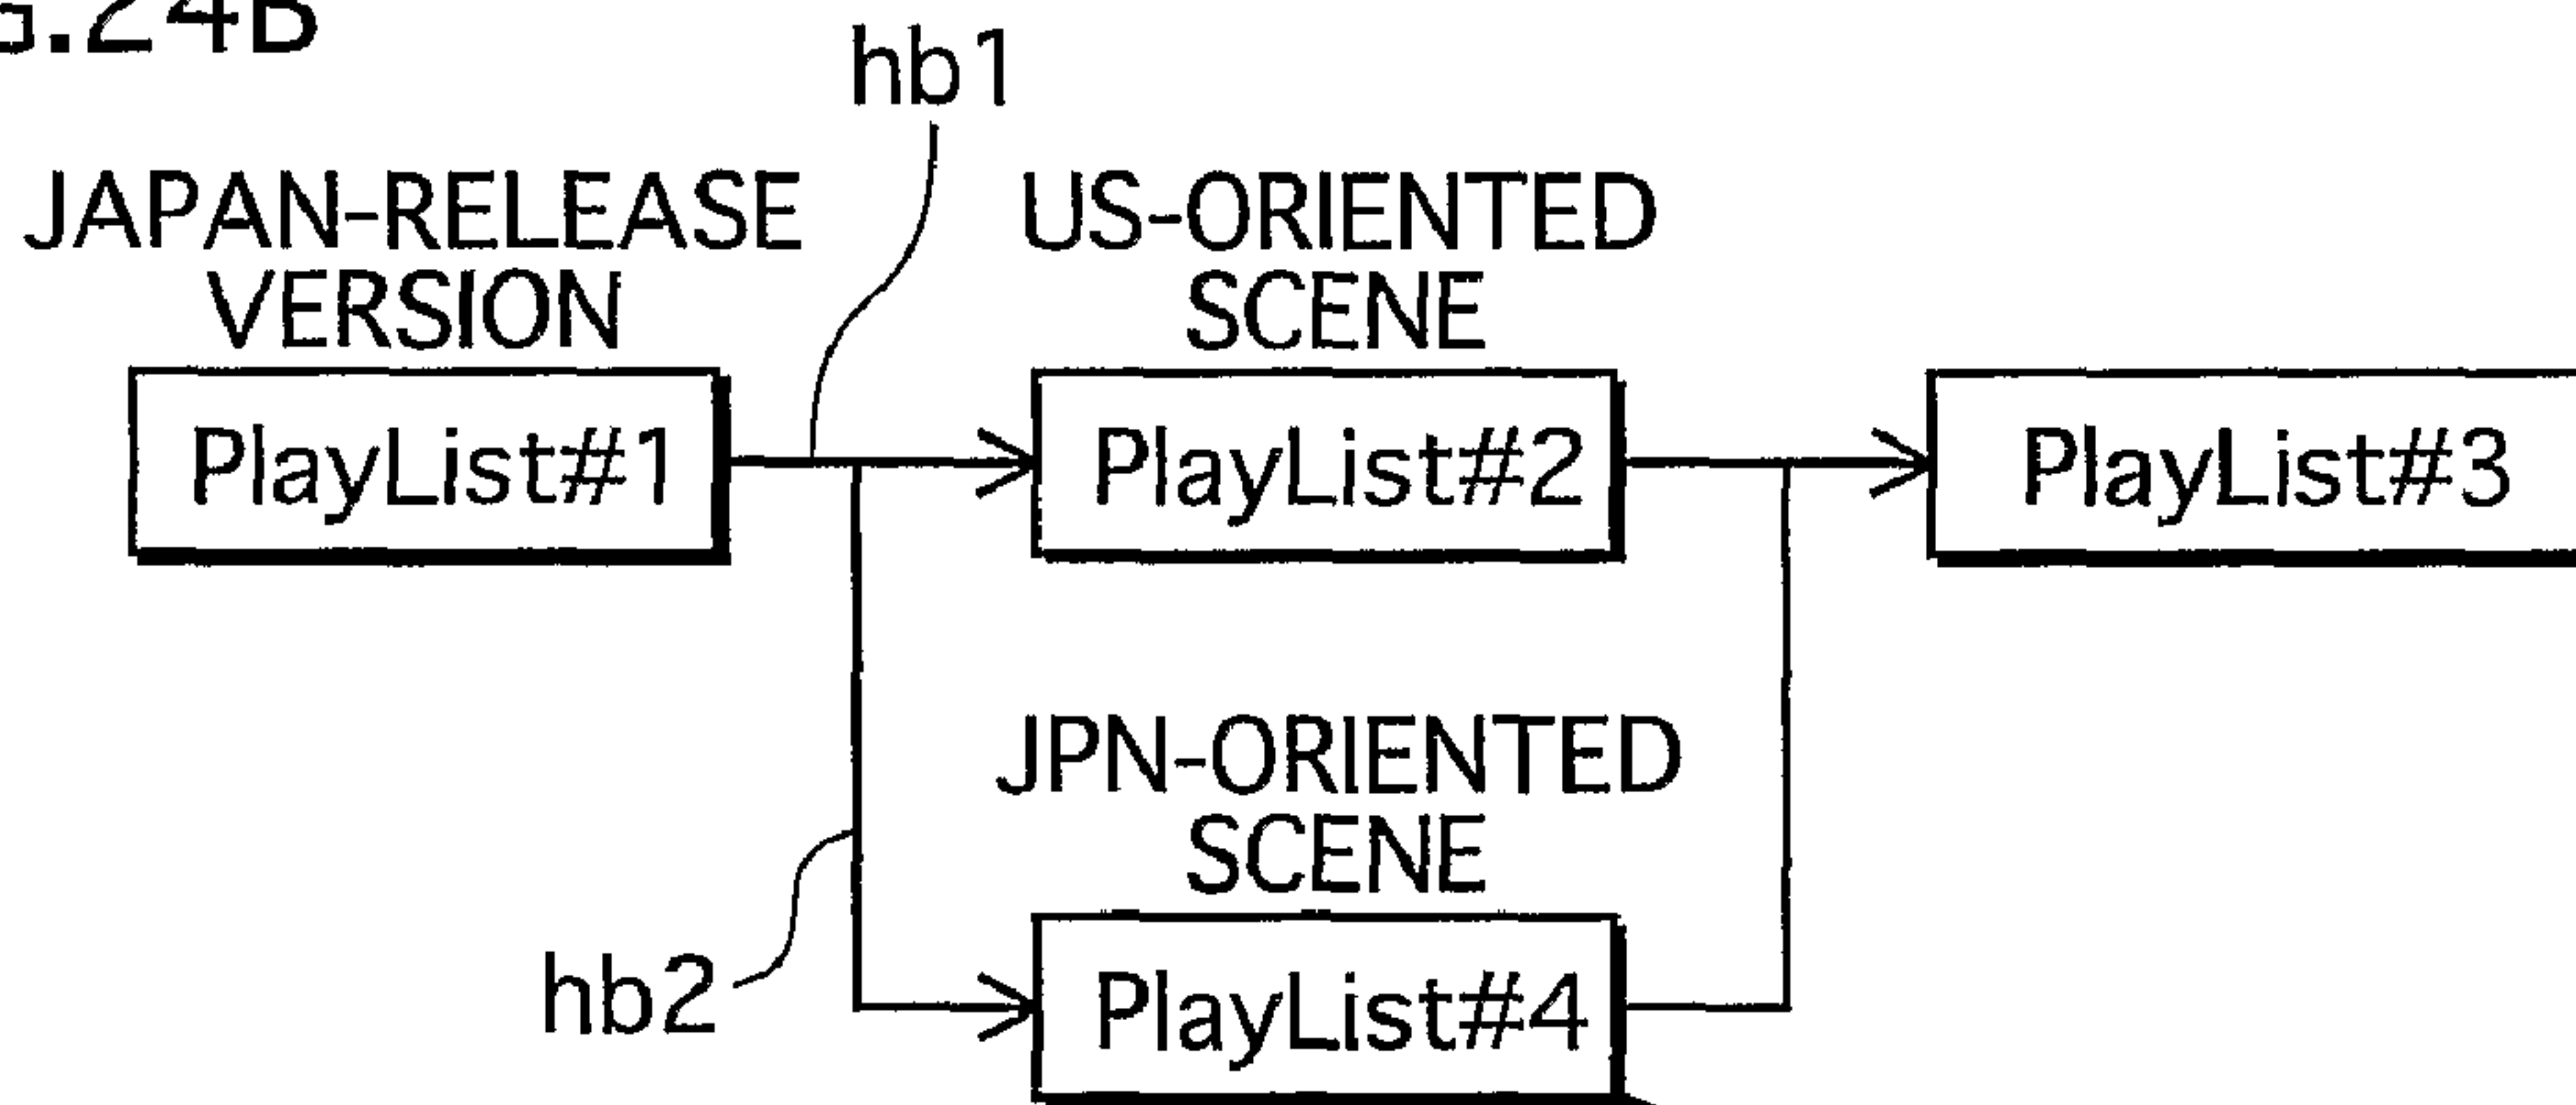 G.24B
hb1
JAPAN-RELEASE
VERSION
US-ORIENTED
SCENE
PlayList#1
PlayList#2
PlayList#3
JPN-ORIENTED
SCENE
hb2
PlayList#4